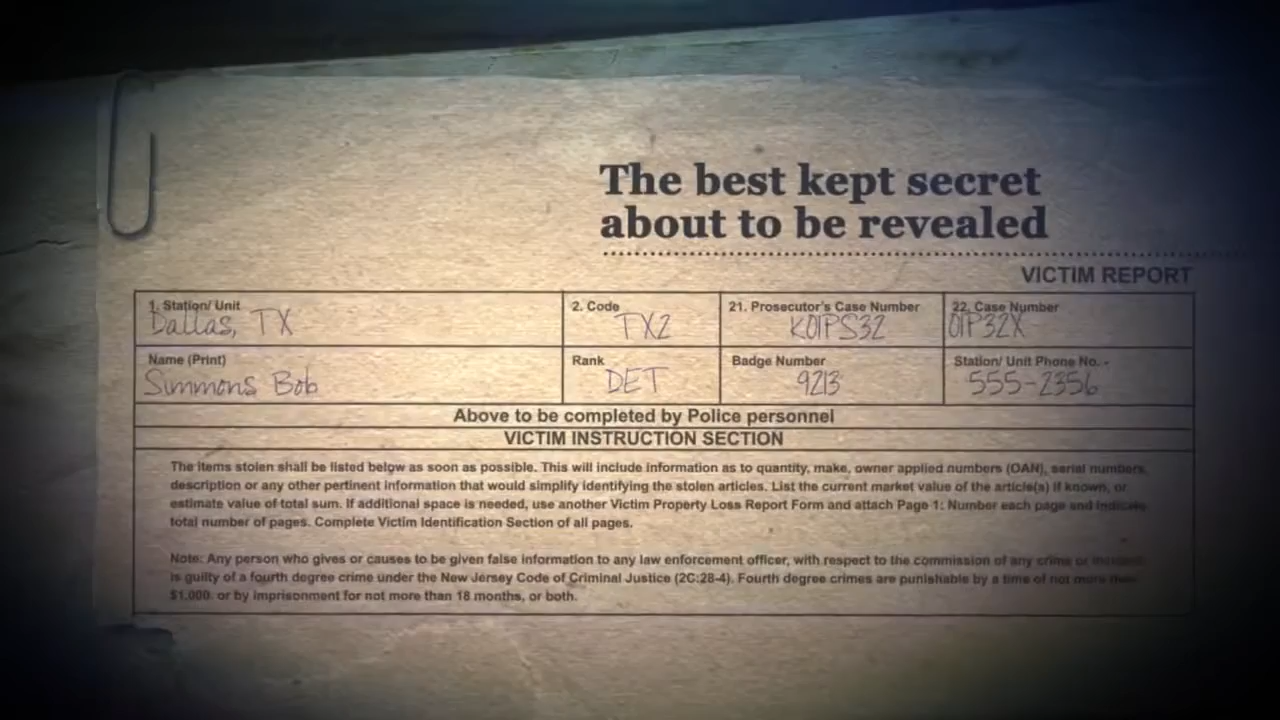 The best kept secret
about to be revealed
VICTIM REPORT
1. Station/ Unit
Dallas, TX
2. Code
TX2
21. Prosecutor's Case Number
KOTPS32
22. Case Number
OTP32X
Name (Print)
Simmons Bob
Rank
DET
Badge Number
9213
Station/ Unit Phone No. -
555-2356
Above to be completed by Police personnel
VICTIM INSTRUCTION SECTION
The items stolen shall be listed below as soon as possible. This will include information as to quantity, make, owner applied numbers (OAN), serial numbers,
description or any other pertinent information that would simplify identifying the stolen articles. List the current market value of the article(s) if known, or
estimate value of total sum. If additional space is needed, use another Victim Property Loss Report Form and attach Page 1. Number each page and indicate
total number of pages. Complete Victim Identification Section of all pages.
Note: Any person who gives or causes to be given false information to any law enforcement officer, with respect to the commission of any crime or incident
is guilty of a fourth degree crime under the New Jersey Code of Criminal Justice (2C:28-4). Fourth degree crimes are punishable by a time of not more than
$1,000. or by imprisonment for not more than 18 months, or both.